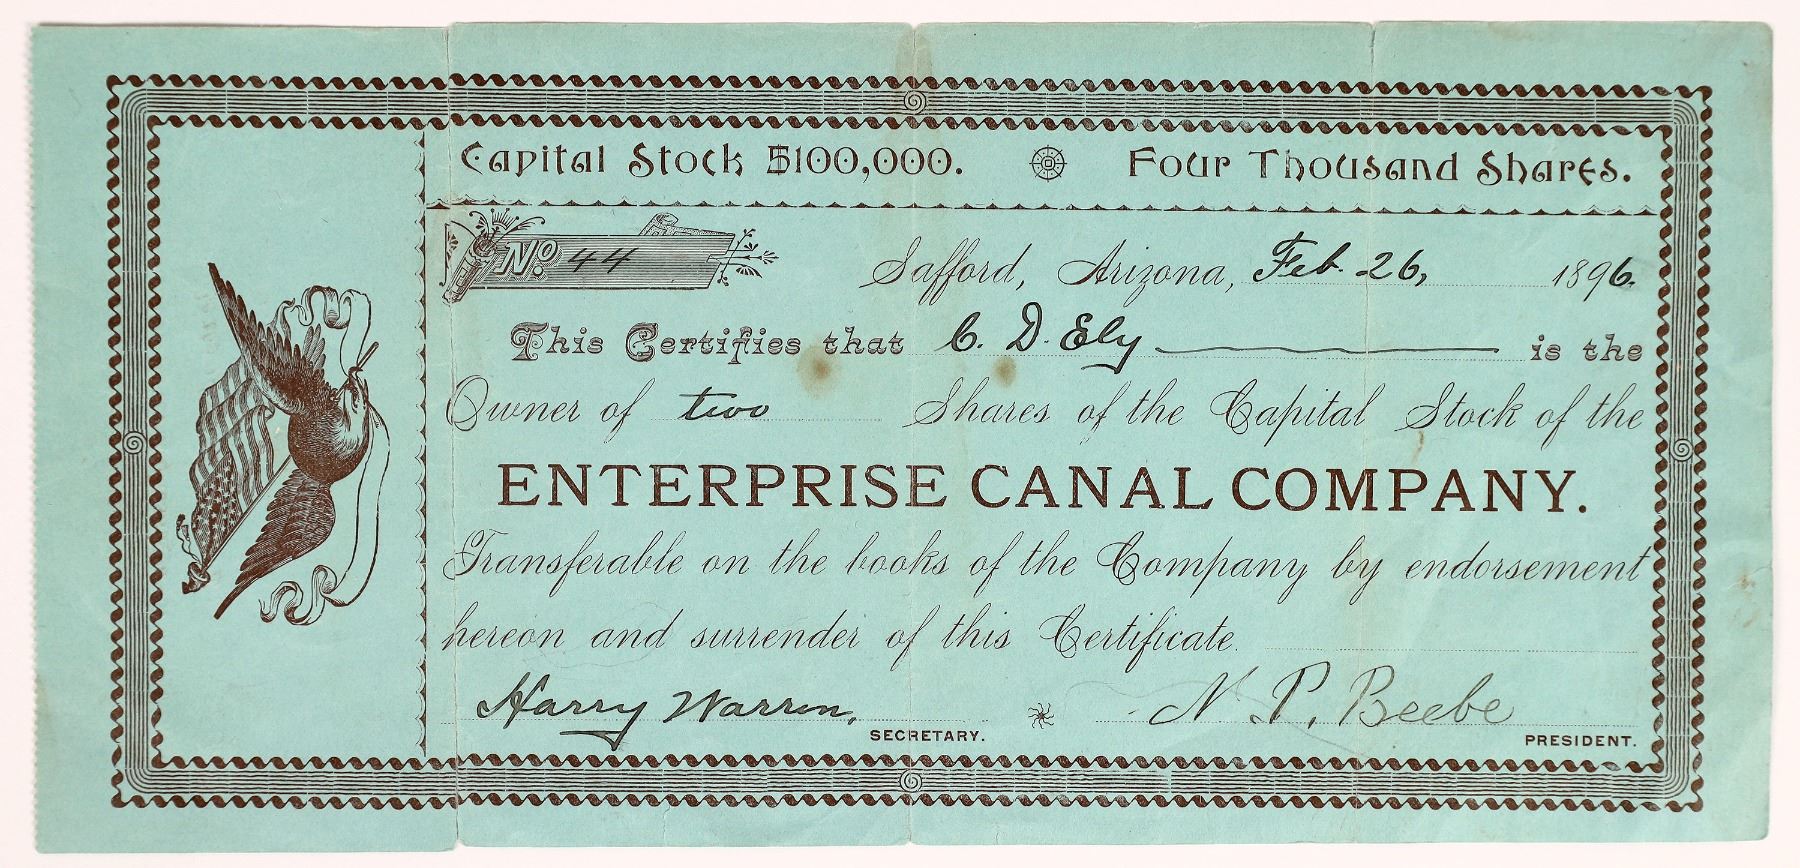 Capital Stock $100,000. Four Thousand Shares.
No. 44 Safford, Arizona, Feb. 26, 1896.
This Certifies that C. D. Ely is the
Owner of two Shares of the Capital Stock of the
ENTERPRISE CANAL COMPANY.
Transferable on the books of the Company by endorsement
hereon and surrender of this Certificate.
Harry Warren, N. P. Beebe
SECRETARY. PRESIDENT.